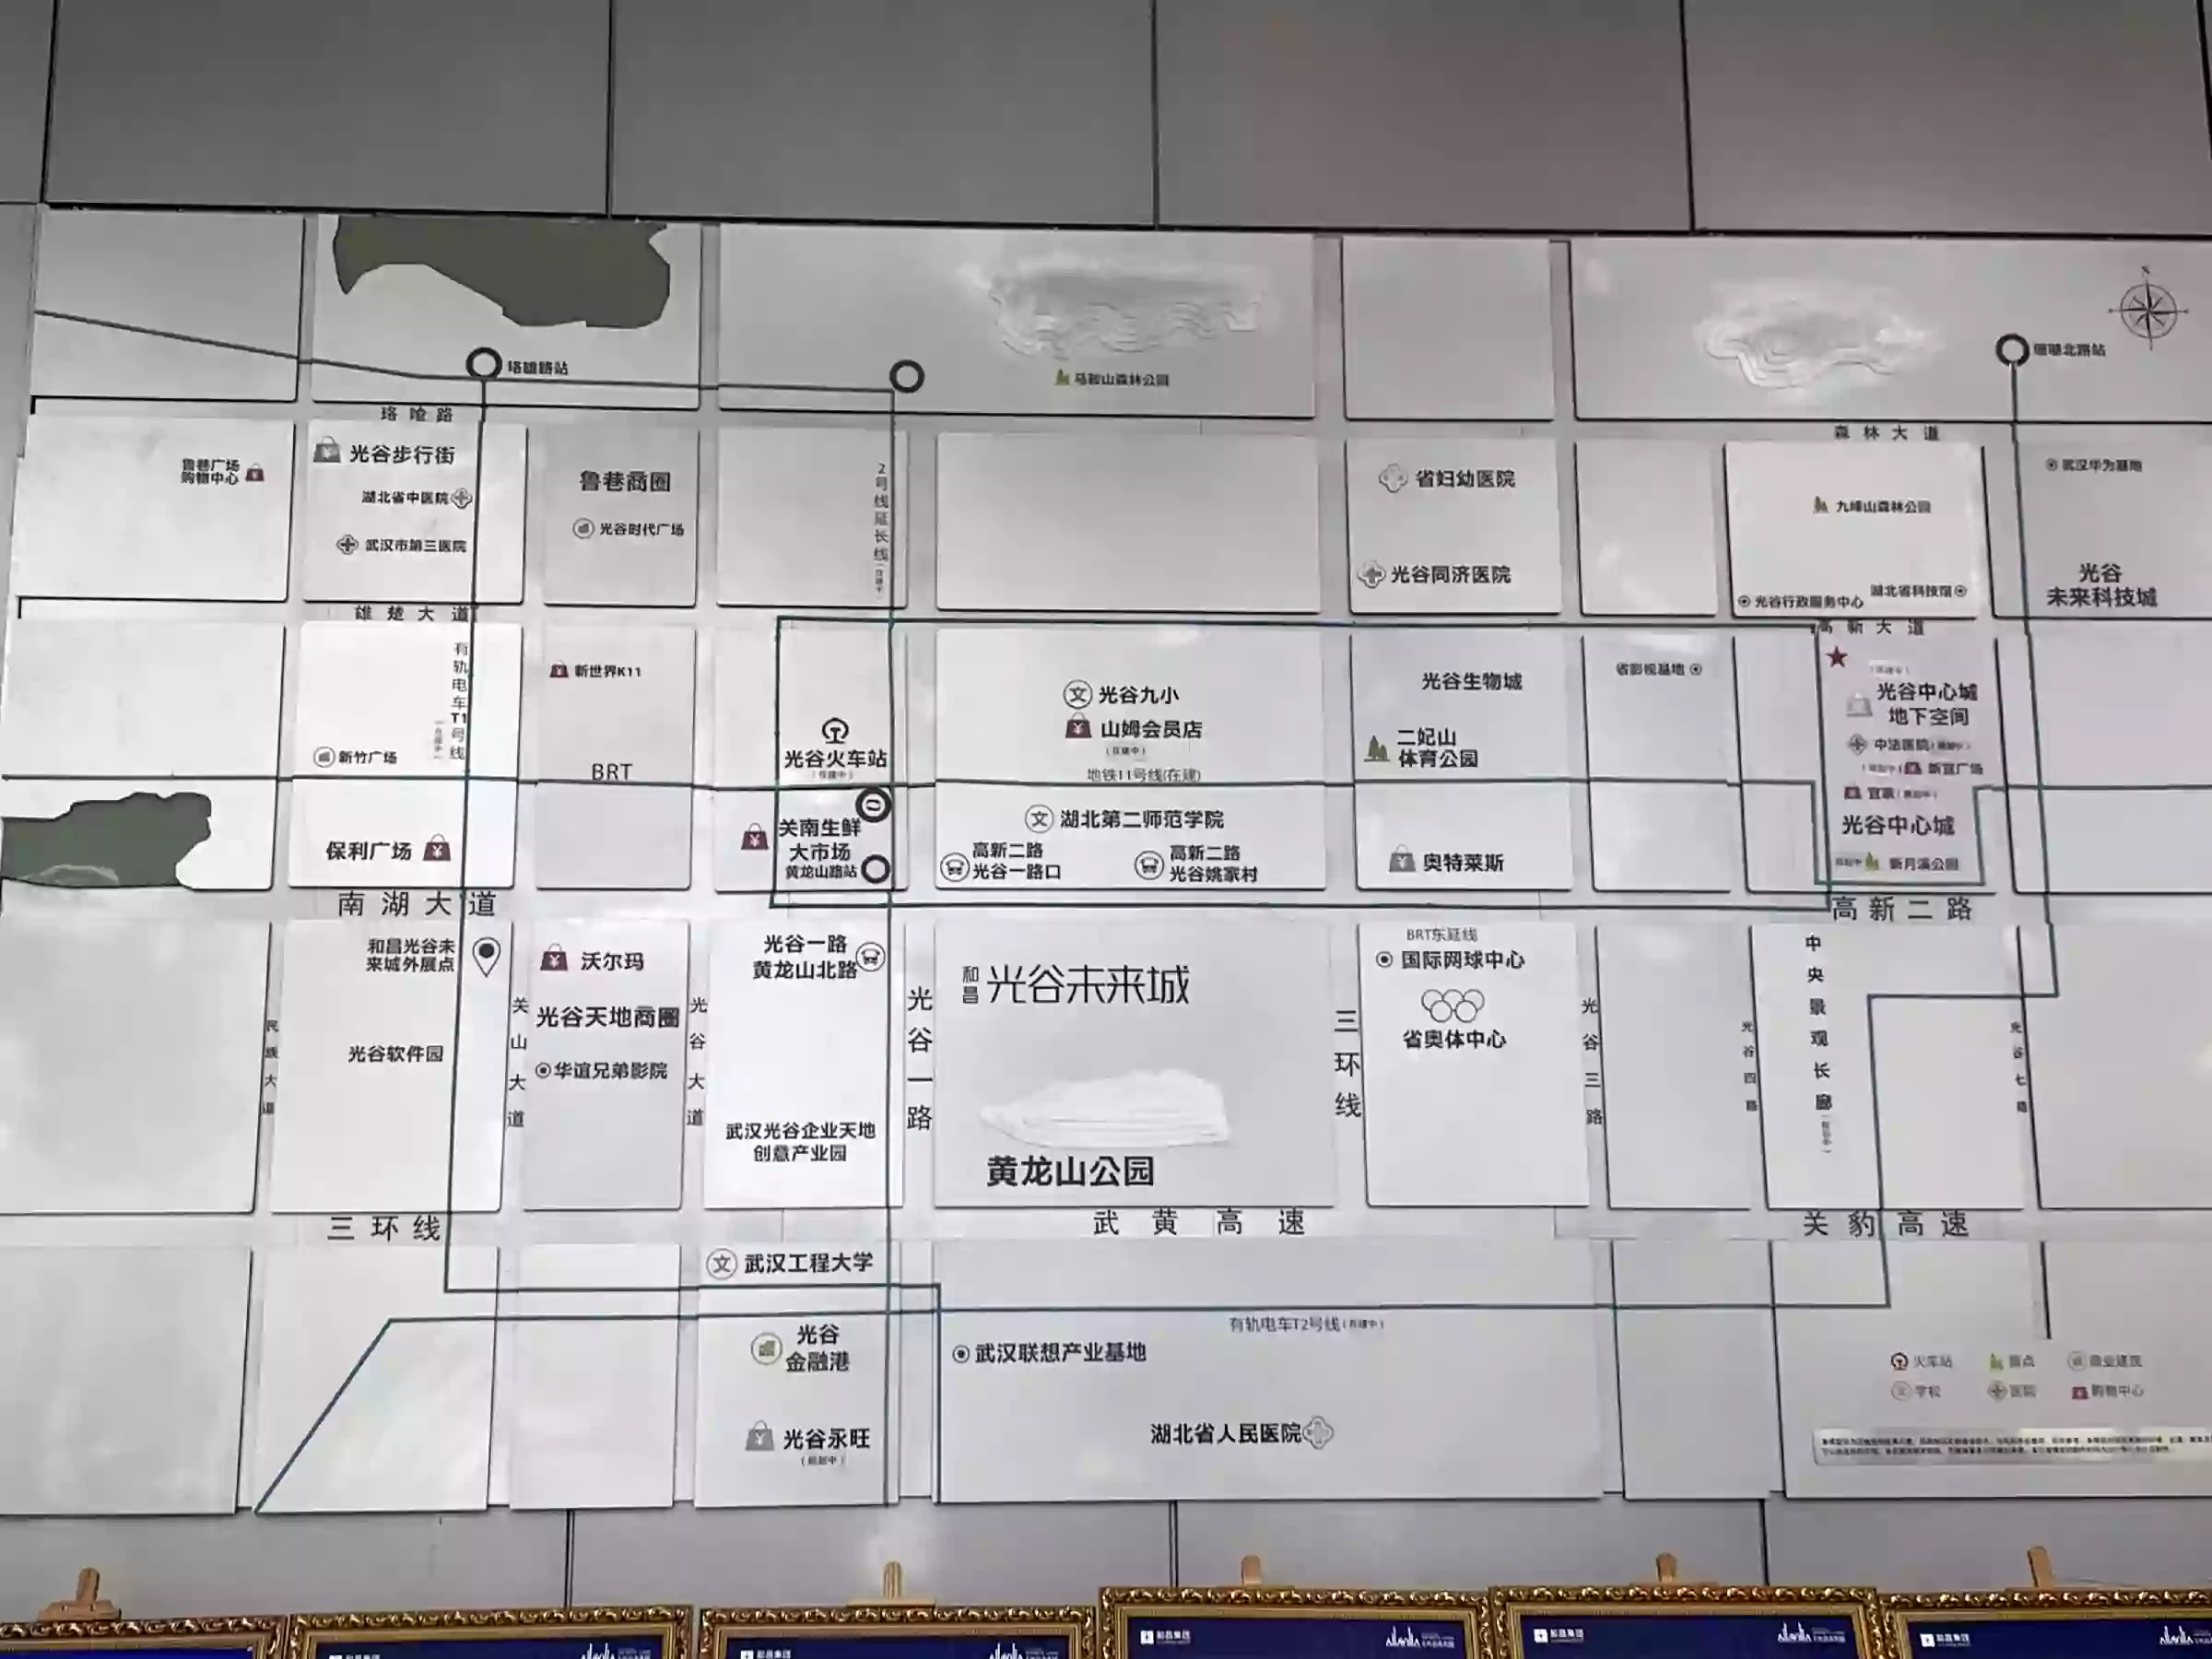 N
珞雄路站
马鞍山森林公园
珞喻路
森林大道
鲁巷广场
购物中心
光谷步行街
湖北省中医院
武汉市第三医院
鲁巷商圈
光谷时代广场
2号线延长线
省妇幼医院
光谷同济医院
九峰山森林公园
光谷行政服务中心
湖北省科技馆
武汉华为基地
光谷
未来科技城
雄楚大道
高新大道
有轨电车T1号线
新竹广场
保利广场
新世界K11
BRT
光谷火车站
(在建中)
关南生鲜
大市场
黄龙山路站
光谷九小
山姆会员店
(在建中)
地铁11号线(在建)
湖北第二师范学院
高新二路
光谷一路口
高新二路
光谷姚家村
光谷生物城
二妃山
体育公园
奥特莱斯
省影视基地
光谷中心城
地下空间
中法医院
新宜广场
宜家
光谷中心城
新月溪公园
南湖大道
高新二路
和昌光谷未
来城外展点
光谷软件园
民族大道
关山大道
沃尔玛
光谷天地商圈
华谊兄弟影院
光谷大道
光谷一路
黄龙山北路
武汉光谷企业天地
创意产业园
光谷一路
和昌
光谷未来城
黄龙山公园
三环线
BRT东延线
国际网球中心
省奥体中心
光谷三路
光谷四路
中央景观长廊
光谷七路
三环线
武黄高速
关豹高速
武汉工程大学
光谷
金融港
光谷永旺
有轨电车T2号线(在建中)
武汉联想产业基地
湖北省人民医院
火车站
景点
商业建筑
学校
医院
购物中心
和昌集团
和昌集团
和昌集团